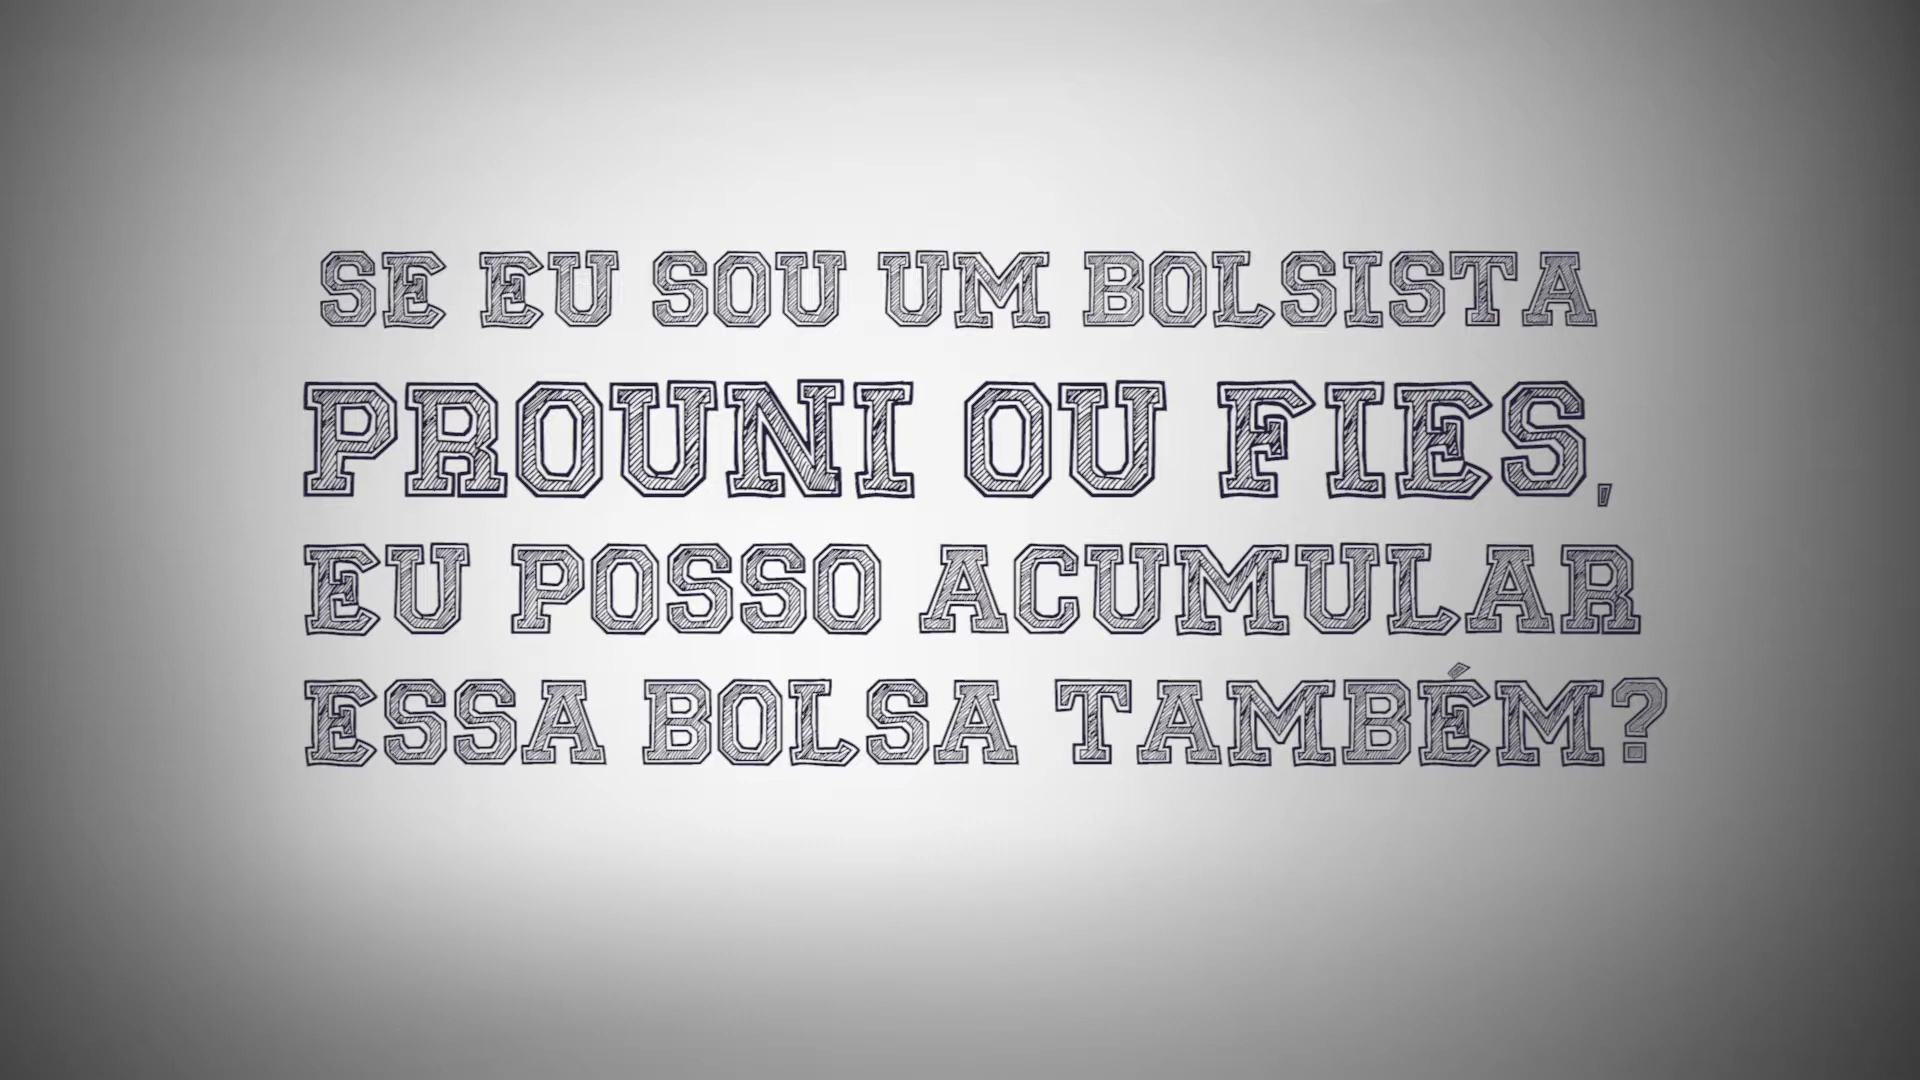 SE EU SOU UM BOLSISTA
PROUNI OU FIES,
EU POSSO ACUMULAR
ESSA BOLSA TAMBÉM?